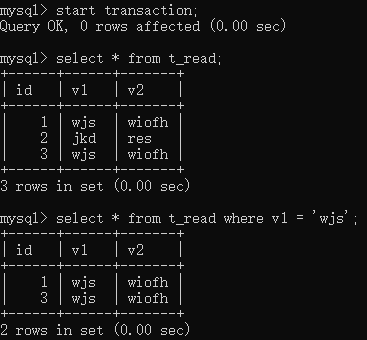 mysql> start transaction;
Query OK, 0 rows affected (0.00 sec)

mysql> select * from t_read;
+----+-----+-------+
| id | v1  | v2    |
+----+-----+-------+
|  1 | wjs | wiofh |
|  2 | jkd | res   |
|  3 | wjs | wiofh |
+----+-----+-------+
3 rows in set (0.00 sec)

mysql> select * from t_read where v1 = 'wjs';
+----+-----+-------+
| id | v1  | v2    |
+----+-----+-------+
|  1 | wjs | wiofh |
|  3 | wjs | wiofh |
+----+-----+-------+
2 rows in set (0.00 sec)